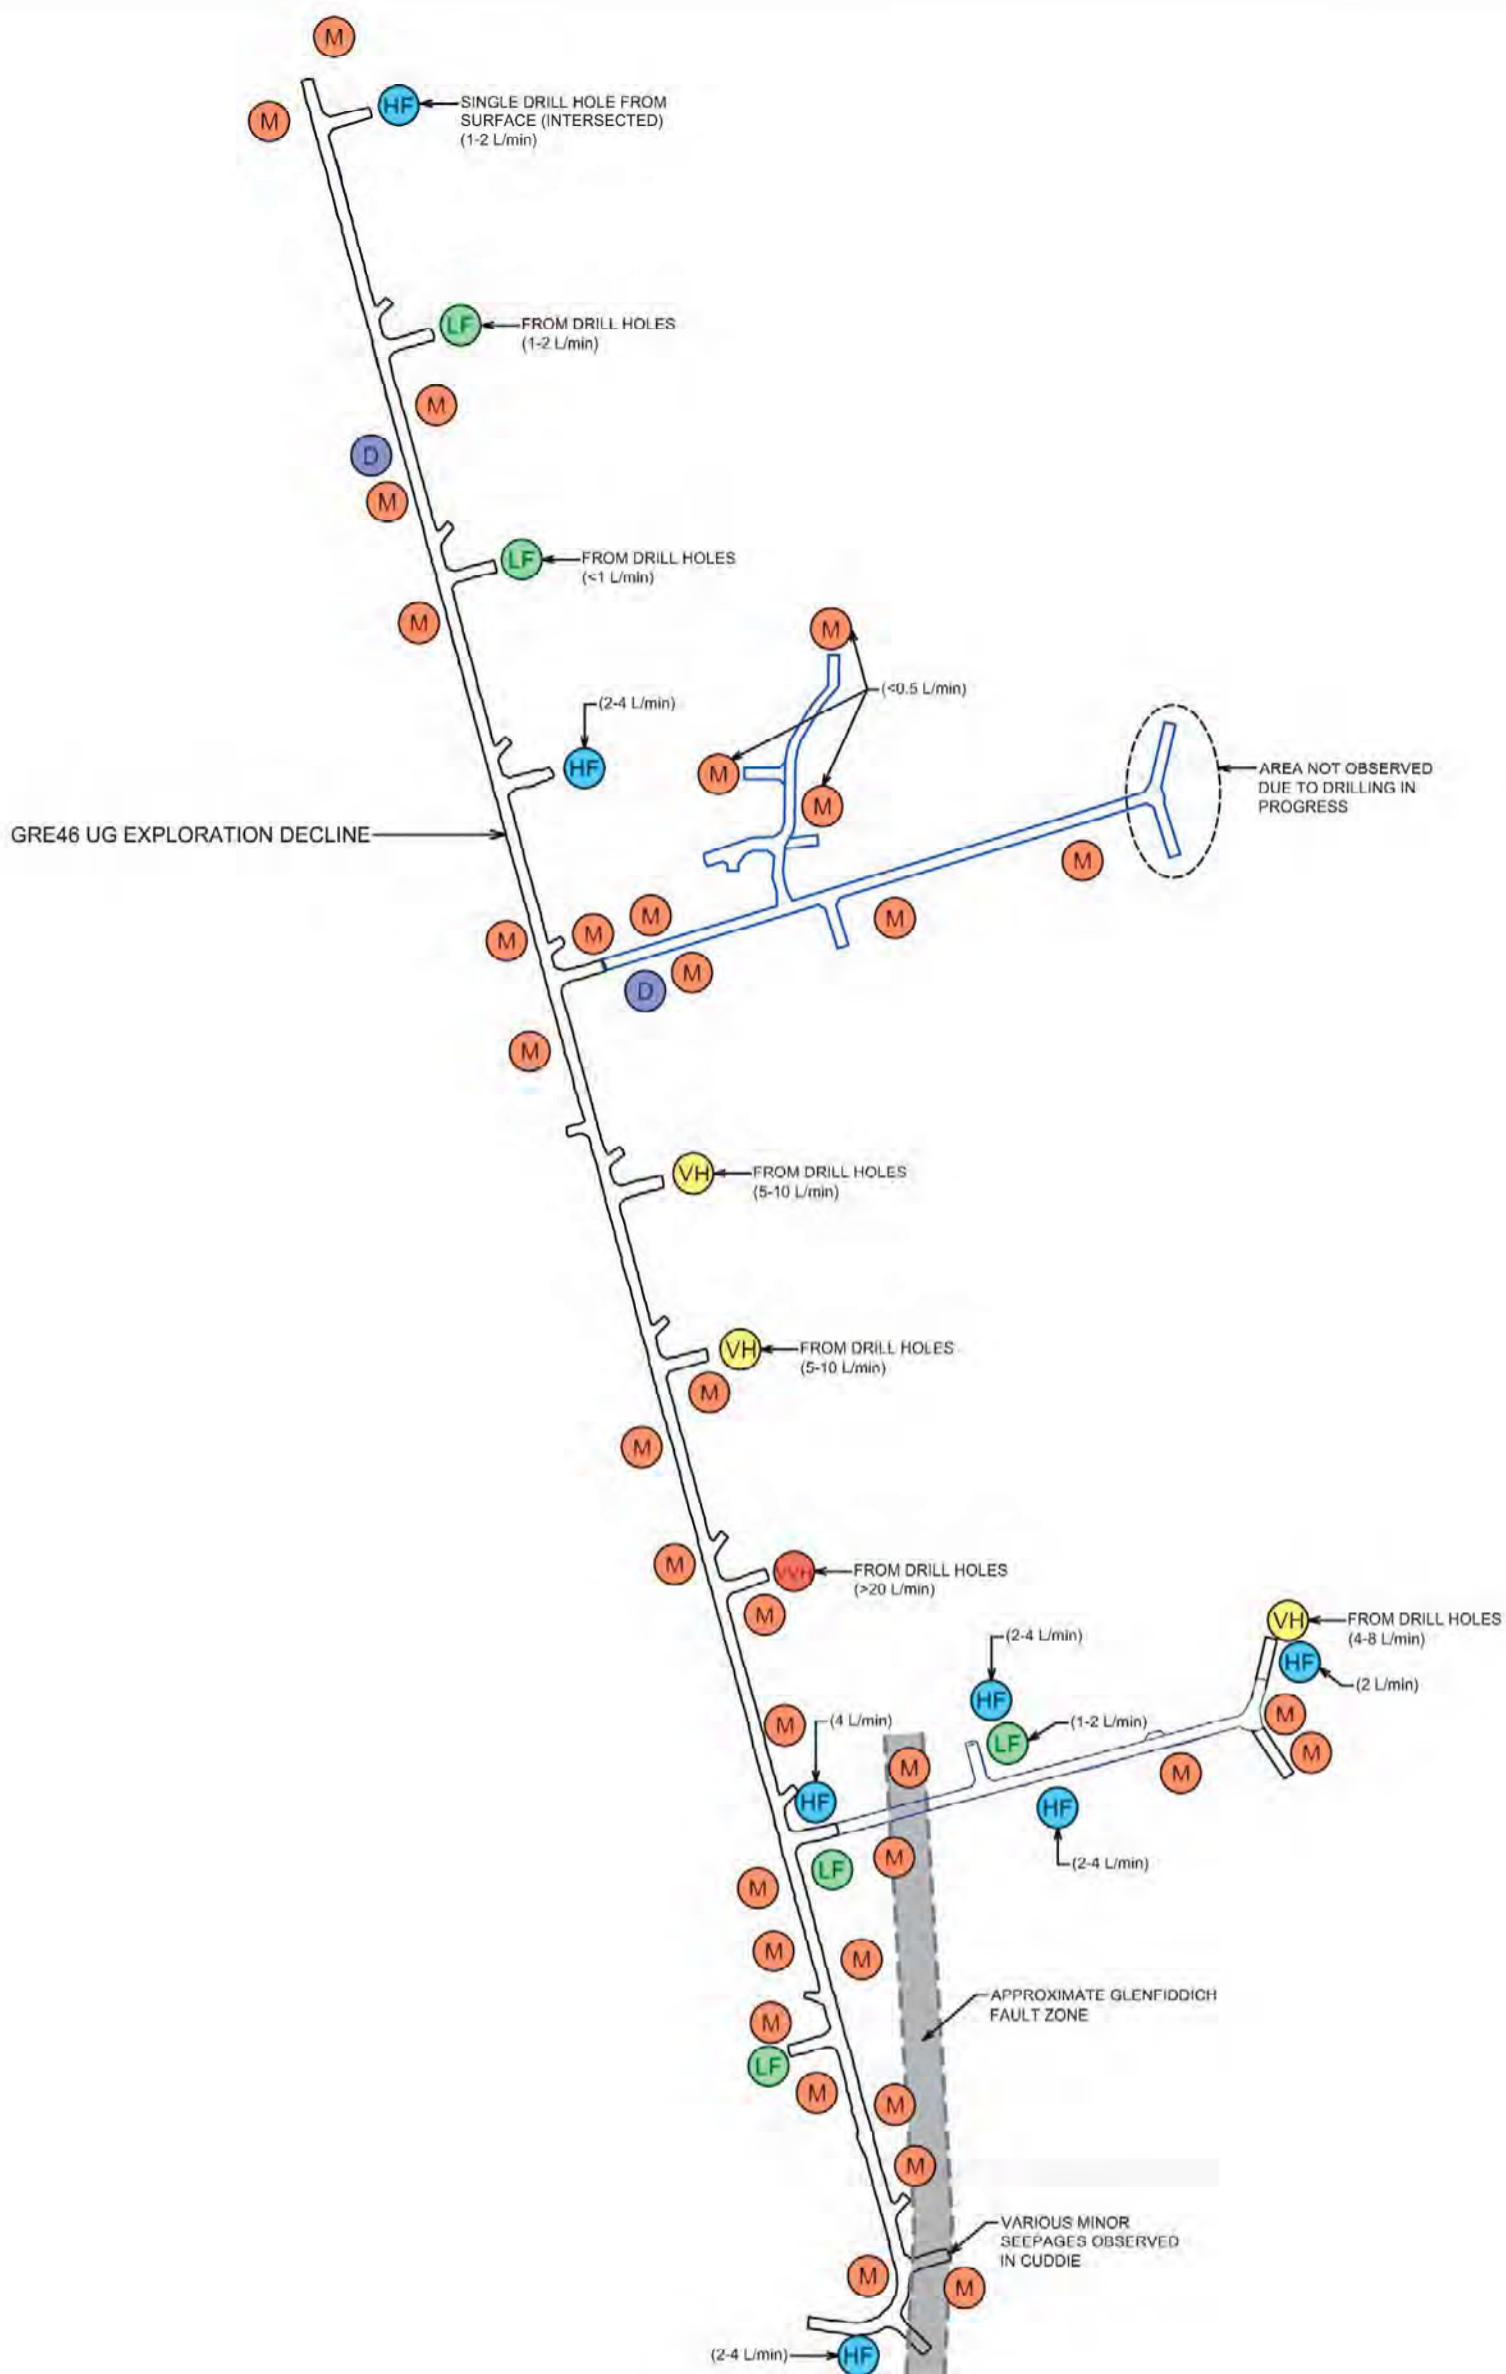 M
M
HF
SINGLE DRILL HOLE FROM
SURFACE (INTERSECTED)
(1-2 L/min)
LF
FROM DRILL HOLES
(1-2 L/min)
M
D
M
LF
FROM DRILL HOLES
(<1 L/min)
M
M
(<0.5 L/min)
(2-4 L/min)
HF
M
M
AREA NOT OBSERVED
DUE TO DRILLING IN
PROGRESS
GRE46 UG EXPLORATION DECLINE
M
M
M
M
M
M
D
M
VH
FROM DRILL HOLES
(5-10 L/min)
VH
FROM DRILL HOLES
(5-10 L/min)
M
M
M
VVH
FROM DRILL HOLES
(>20 L/min)
M
VH
FROM DRILL HOLES
(4-8 L/min)
(2-4 L/min)
HF
(2 L/min)
HF
M
(4 L/min)
M
LF
(1-2 L/min)
M
M
M
M
HF
HF
(2-4 L/min)
M
LF
M
M
M
APPROXIMATE GLENFIDDICH
FAULT ZONE
M
LF
M
M
M
VARIOUS MINOR
SEEPAGES OBSERVED
IN CUDDIE
M
M
(2-4 L/min)
HF